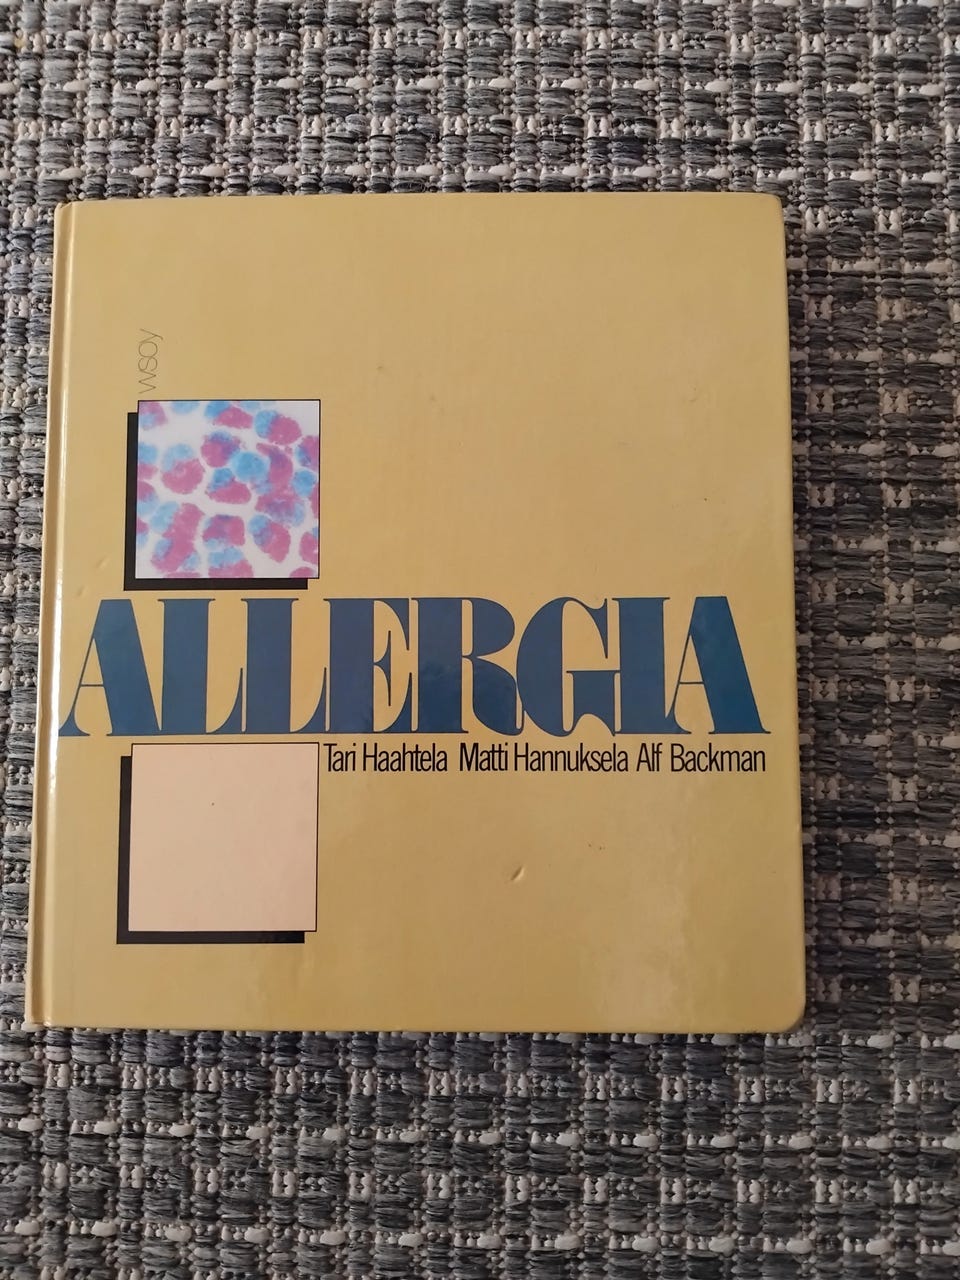 wsoy
ALLERGIA
Tari Haahtela Matti Hannuksela Alf Backman